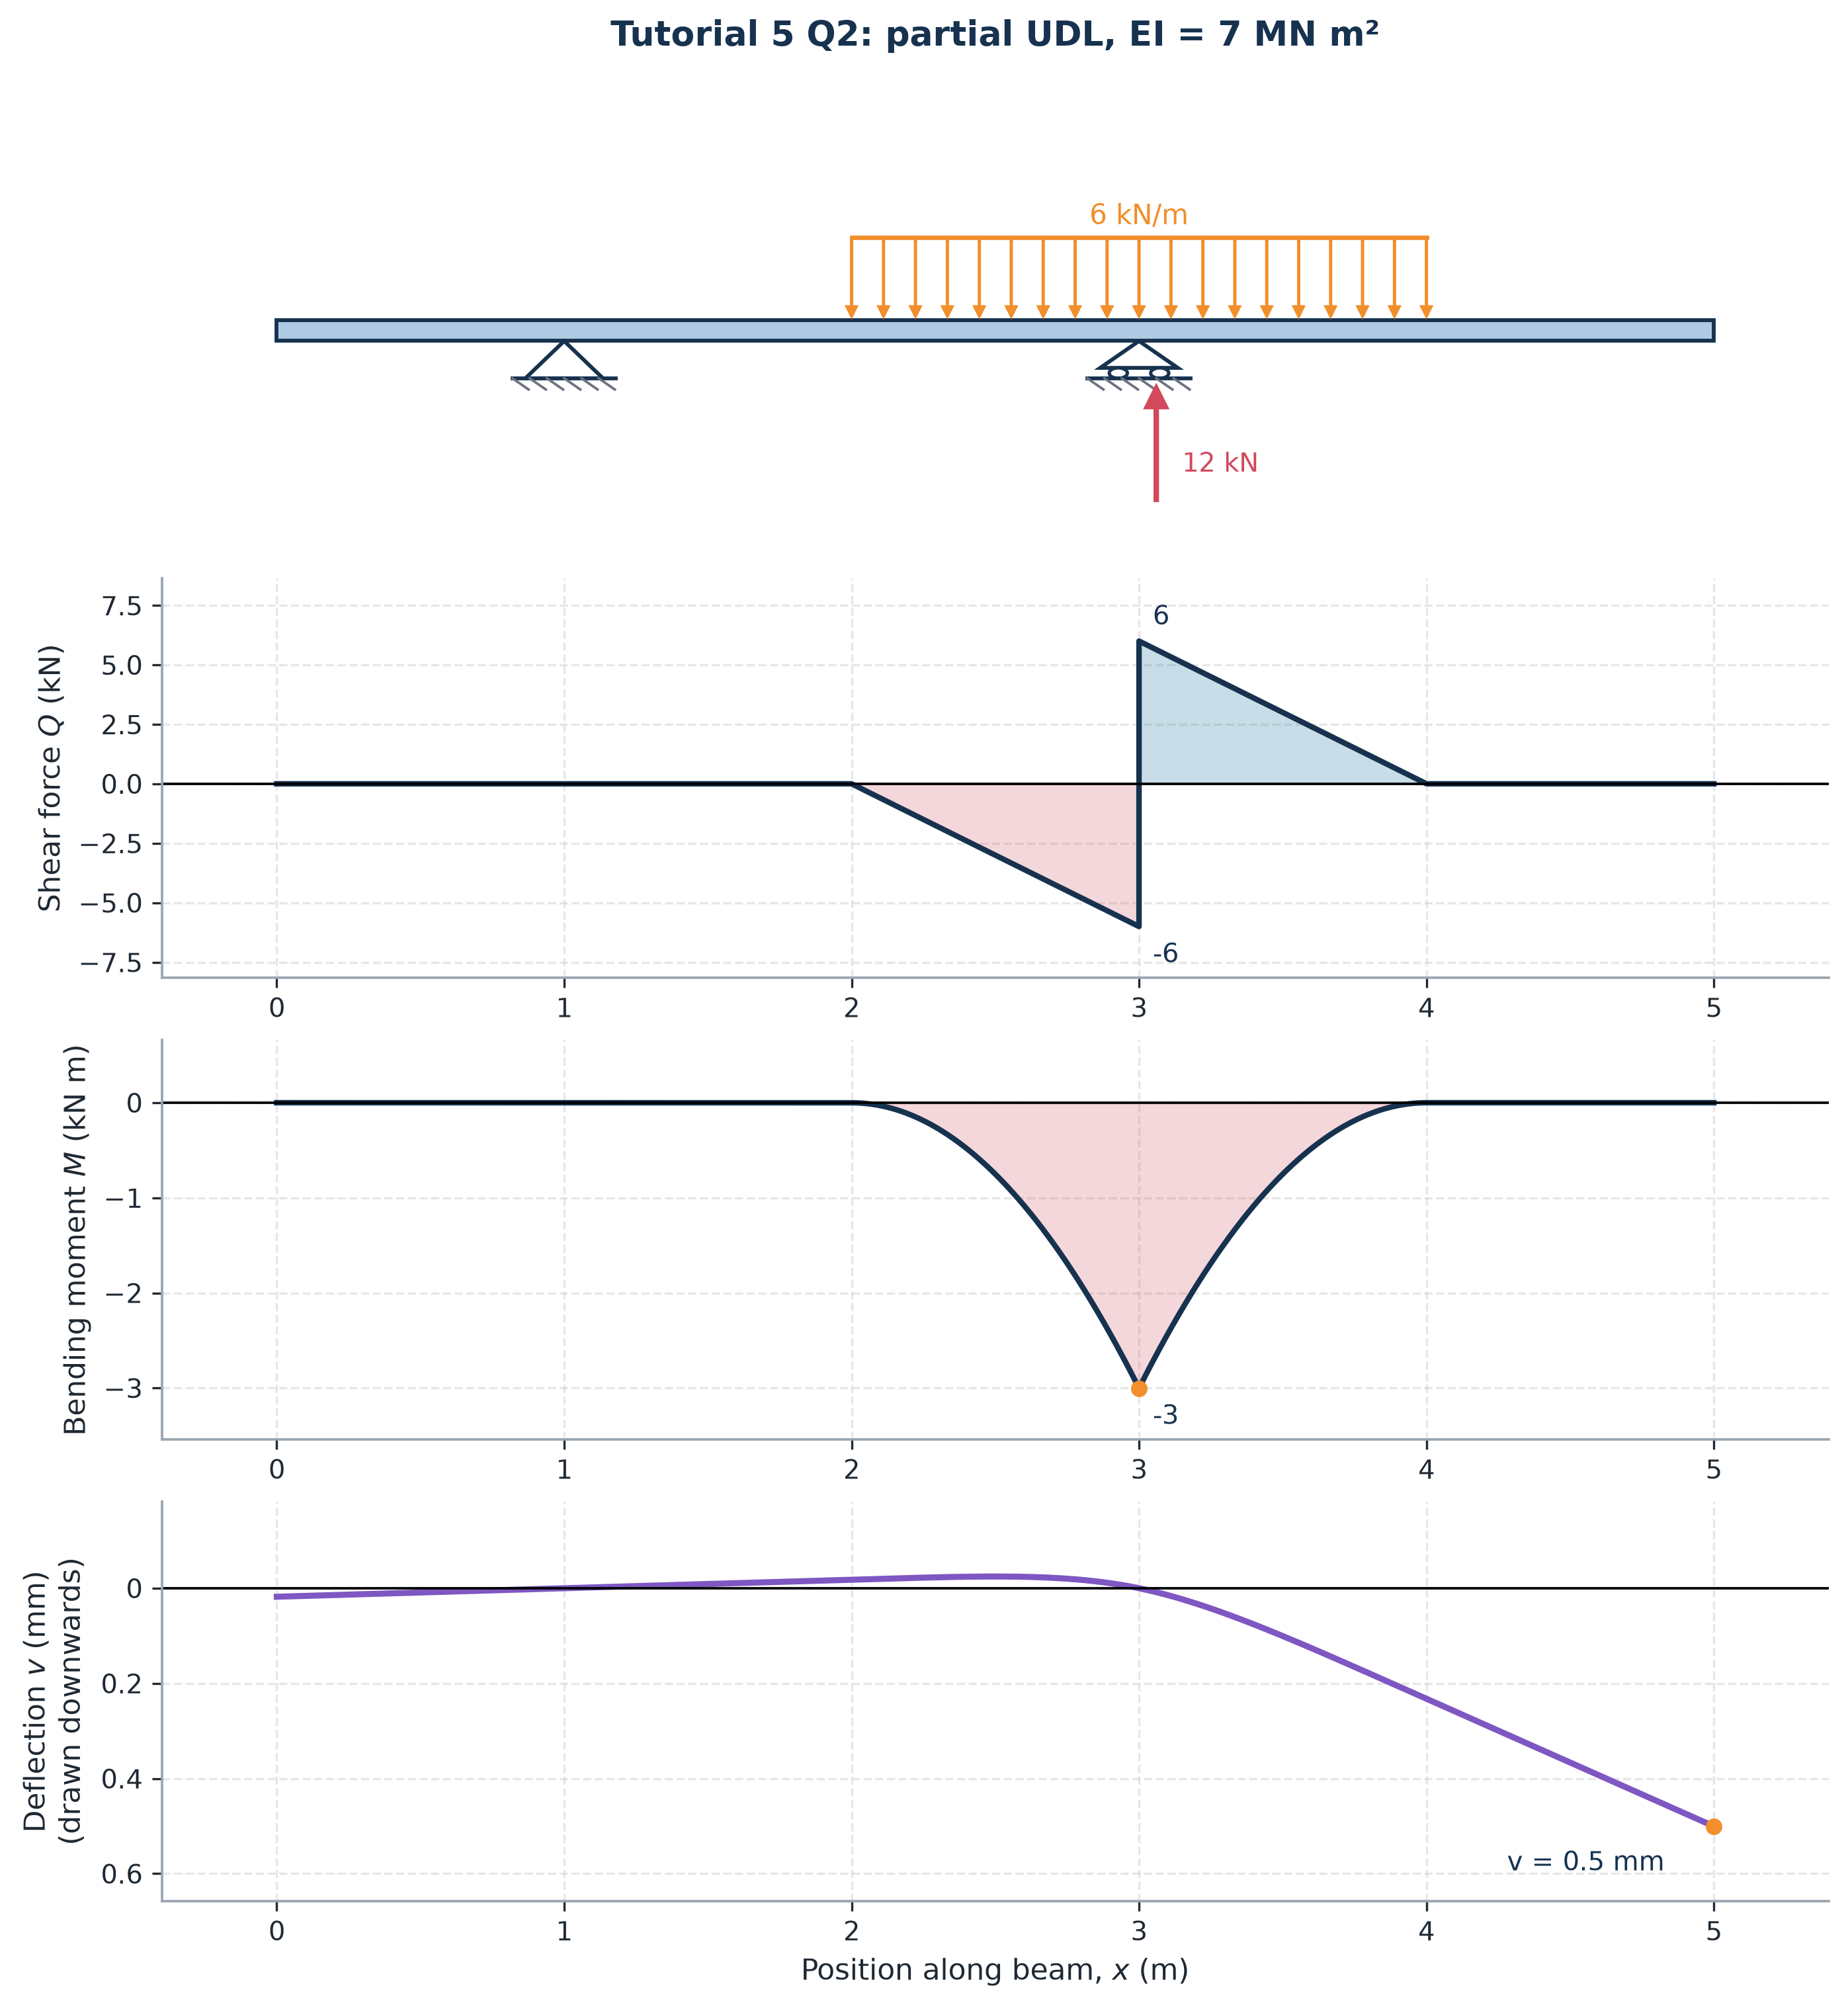 Tutorial 5 Q2: partial UDL, EI = 7 MN m²
6 kN/m
12 kN
Shear force Q (kN)
7.5
5.0
2.5
0.0
−2.5
−5.0
−7.5
6
-6
0 1 2 3 4 5
Bending moment M (kN m)
0
−1
−2
−3
-3
0 1 2 3 4 5
Deflection v (mm)
(drawn downwards)
0
0.2
0.4
0.6
v = 0.5 mm
0 1 2 3 4 5
Position along beam, x (m)